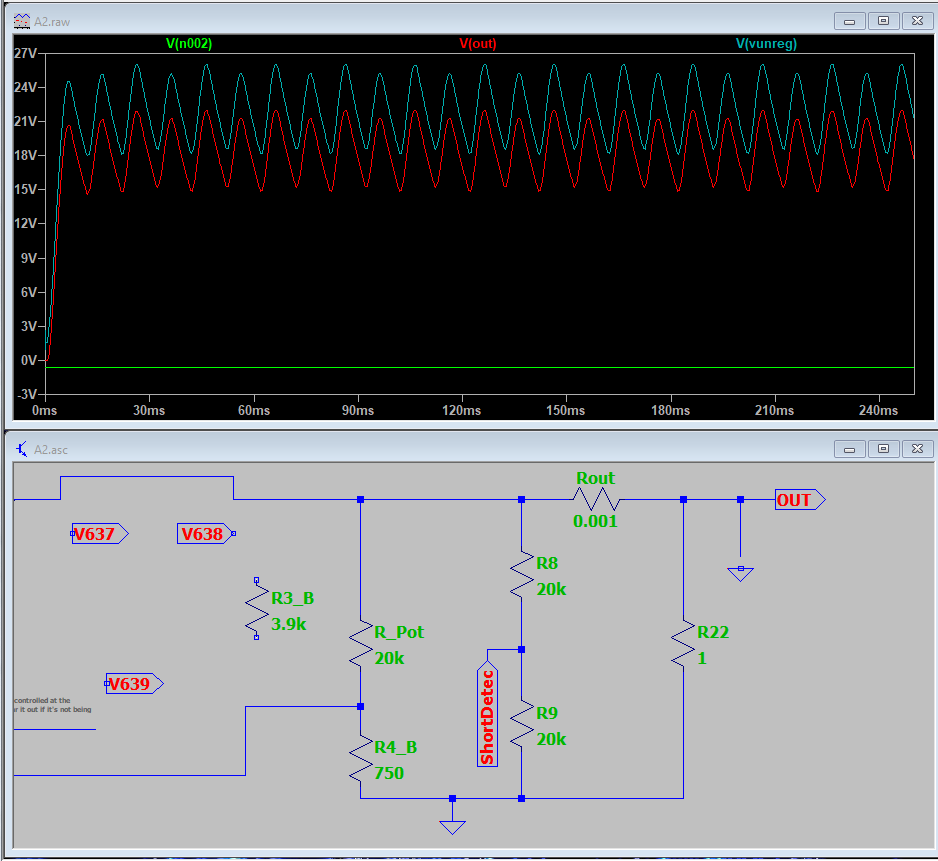 A2.raw
V(n002) V(out) V(vunreg)
27V
24V
21V
18V
15V
12V
9V
6V
3V
0V
-3V
0ms 30ms 60ms 90ms 120ms 150ms 180ms 210ms 240ms
A2.asc
Rout
0.001
OUT
V637
V638
R8
20k
R3_B
3.9k
R_Pot
20k
R22
1
V639
controlled at the
r it out if it's not being
ShortDetec
R9
20k
R4_B
750